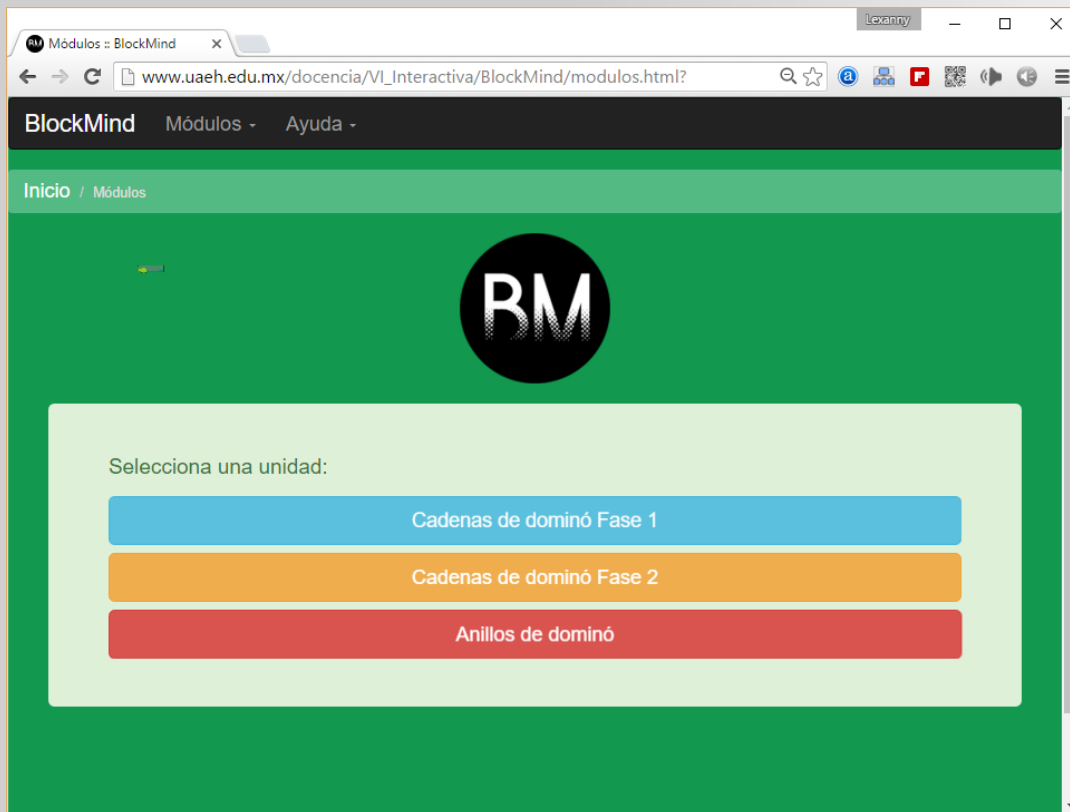 Lexanny
BM Módulos :: BlockMind
www.uaeh.edu.mx/docencia/VI_Interactiva/BlockMind/modulos.html?
BlockMind Módulos Ayuda
Inicio / Módulos
BM
Selecciona una unidad:
Cadenas de dominó Fase 1
Cadenas de dominó Fase 2
Anillos de dominó